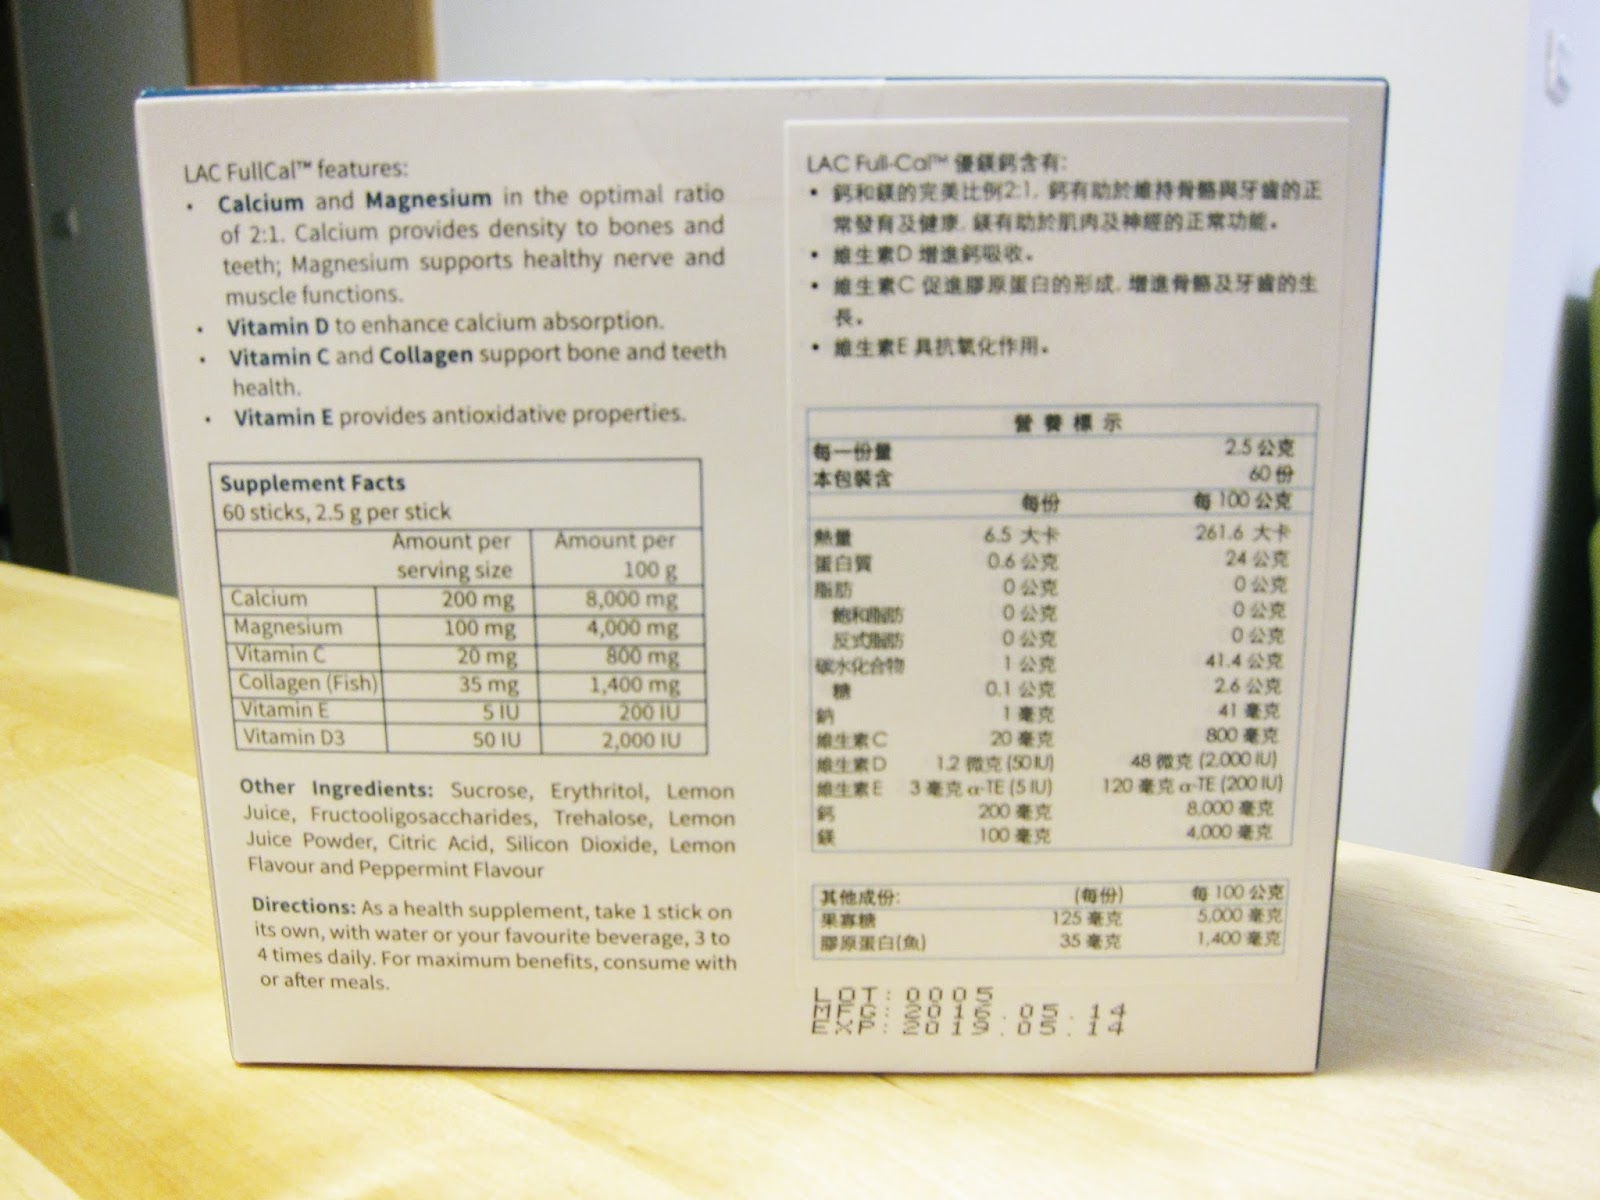 LAC FullCal™ features:
• Calcium and Magnesium in the optimal ratio
of 2:1. Calcium provides density to bones and
teeth; Magnesium supports healthy nerve and
muscle functions.
• Vitamin D to enhance calcium absorption.
• Vitamin C and Collagen support bone and teeth
health.
• Vitamin E provides antioxidative properties.
Supplement Facts
60 sticks, 2.5 g per stick
Amount per Amount per
serving size 100 g
Calcium 200 mg 8,000 mg
Magnesium 100 mg 4,000 mg
Vitamin C 20 mg 800 mg
Collagen (Fish) 35 mg 1,400 mg
Vitamin E 5 IU 200 IU
Vitamin D3 50 IU 2,000 IU
Other Ingredients: Sucrose, Erythritol, Lemon
Juice, Fructooligosaccharides, Trehalose, Lemon
Juice Powder, Citric Acid, Silicon Dioxide, Lemon
Flavour and Peppermint Flavour
Directions: As a health supplement, take 1 stick on
its own, with water or your favourite beverage, 3 to
4 times daily. For maximum benefits, consume with
or after meals.
LAC Full-Cal™ 優鎂鈣含有:
• 鈣和鎂的完美比例2:1. 鈣有助於維持骨骼與牙齒的正
常發育及健康. 鎂有助於肌肉及神經的正常功能。
• 維生素D 增進鈣吸收。
• 維生素C 促進膠原蛋白的形成. 增進骨骼及牙齒的生
長。
• 維生素E 具抗氧化作用。
營養標示
每一份量 2.5 公克
本包裝含 60 份
每份 每 100 公克
熱量 6.5 大卡 261.6 大卡
蛋白質 0.6 公克 24 公克
脂肪 0 公克 0 公克
飽和脂肪 0 公克 0 公克
反式脂肪 0 公克 0 公克
碳水化合物 1 公克 41.4 公克
糖 0.1 公克 2.6 公克
鈉 1 毫克 41 毫克
維生素C 20 毫克 800 毫克
維生素D 1.2 微克 (50 IU) 48 微克 (2,000 IU)
維生素E 3 毫克 α-TE (5 IU) 120 毫克 α-TE (200 IU)
鈣 200 毫克 8,000 毫克
鎂 100 毫克 4,000 毫克
其他成份: (每份) 每 100 公克
果寡糖 125 毫克 5,000 毫克
膠原蛋白(魚) 35 毫克 1,400 毫克
LOT: 0005
MFG: 2016.05.14
EXP: 2019.05.14